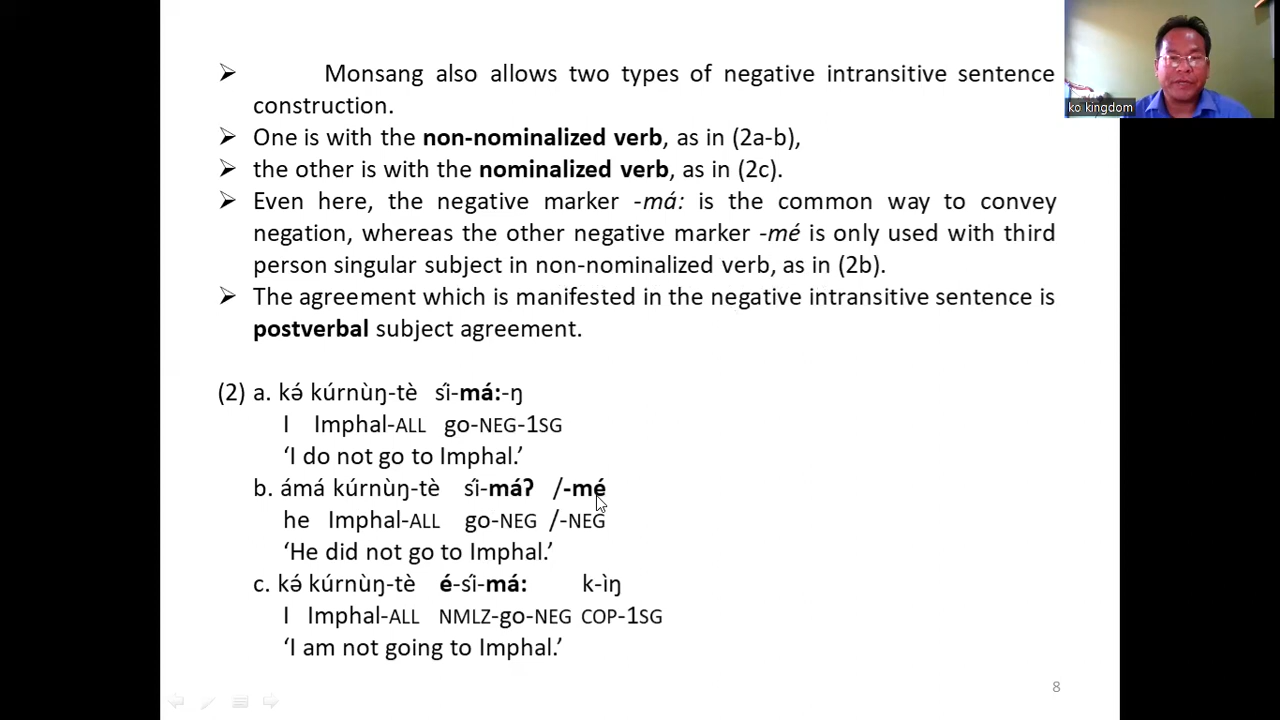 ➢ Monsang also allows two types of negative intransitive sentence
construction.
➢ One is with the non-nominalized verb, as in (2a-b),
➢ the other is with the nominalized verb, as in (2c).
➢ Even here, the negative marker -má: is the common way to convey
negation, whereas the other negative marker -mé is only used with third
person singular subject in non-nominalized verb, as in (2b).
➢ The agreement which is manifested in the negative intransitive sentence is
postverbal subject agreement.
(2) a. kə́ kúrnùŋ-tè sî-má:-ŋ
I Imphal-ALL go-NEG-1SG
‘I do not go to Imphal.’
b. ámá kúrnùŋ-tè sî-máʔ /-mé
he Imphal-ALL go-NEG /-NEG
‘He did not go to Imphal.’
c. kə́ kúrnùŋ-tè é-sî-má: k-ìŋ
I Imphal-ALL NMLZ-go-NEG COP-1SG
‘I am not going to Imphal.’
8
ko kingdom